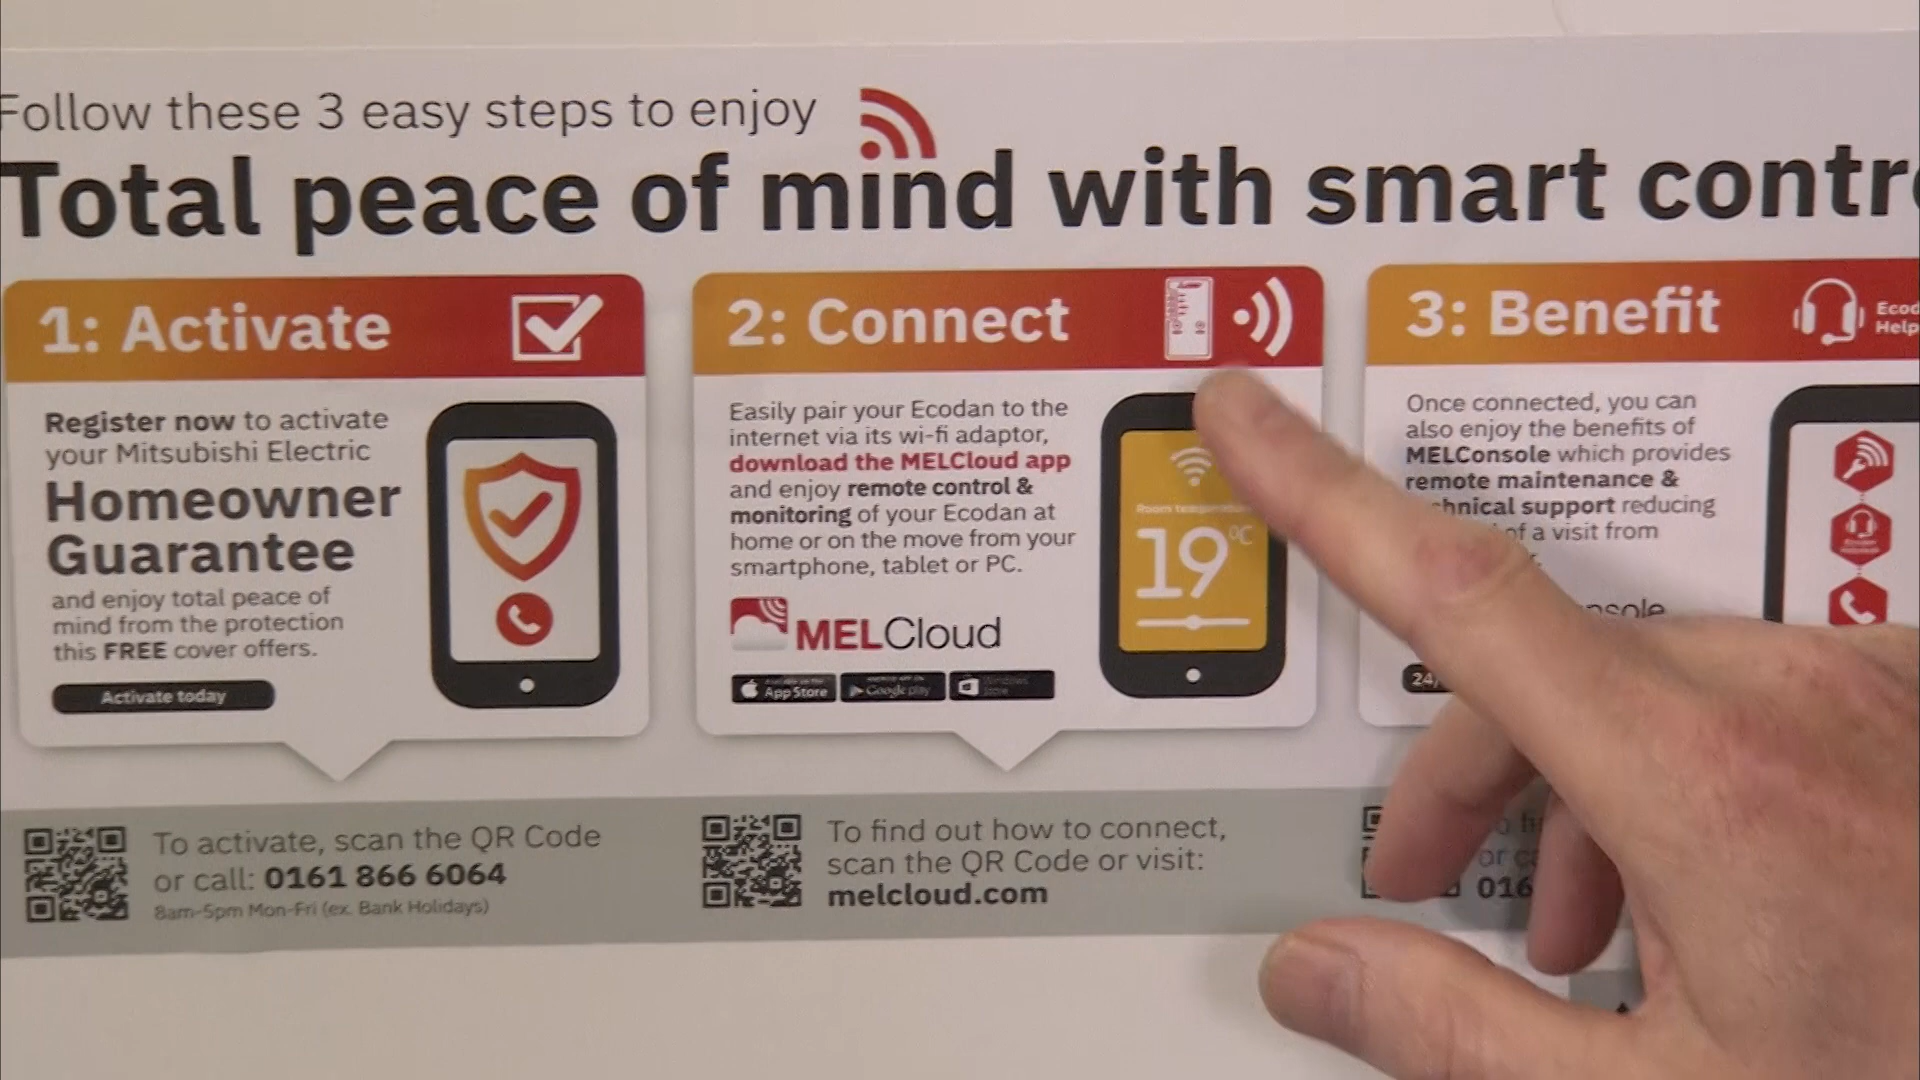 Follow these 3 easy steps to enjoy
Total peace of mind with smart
1: Activate
Register now to activate
your Mitsubishi Electric
Homeowner
Guarantee
and enjoy total peace of
mind from the protection
this FREE cover offers.
Activate today
To activate, scan the QR Code
or call: 0161 866 6064
8am-5pm Mon-Fri (ex. Bank Holidays)
2: Connect
Easily pair your Ecodan to the
internet via its wi-fi adaptor,
download the MELCloud app
and enjoy remote control &
monitoring of your Ecodan at
home or on the move from your
smartphone, tablet or PC.
MELCloud
App Store
Google play
Windows
Store
Room
19°C
To find out how to connect,
scan the QR Code or visit:
melcloud.com
3: Benefit
Once connected, you can
also enjoy the benefits of
MELConsole which provides
remote maintenance &
support reducing
of a visit from